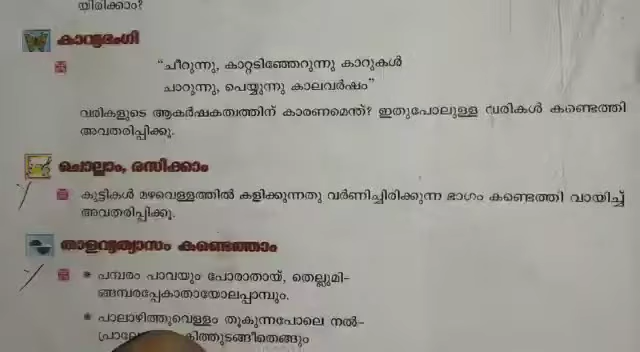 യിരിക്കാം?
കാവ്യഭംഗി
"ചീറുന്നു, കാറ്റടിഞ്ഞേറുന്നു കാറുകൾ
ചാറുന്നു, പെയ്യുന്നു കാലവർഷം"
വരികളുടെ ആകർഷകത്വത്തിന് കാരണമെന്ത്? ഇതുപോലുള്ള വരികൾ കണ്ടെത്തി
അവതരിപ്പിക്കൂ.
ചൊല്ലാം, രസിക്കാം
കുട്ടികൾ മഴവെള്ളത്തിൽ കളിക്കുന്നതു വർണിച്ചിരിക്കുന്ന ഭാഗം കണ്ടെത്തി വായിച്ച്
അവതരിപ്പിക്കൂ.
താളവ്യത്യാസം കണ്ടെത്താം
പമ്പരം പാവയും പോരാതായ്, തെല്ലുമി-
ങ്ങമ്പരപ്പേകാതായോലപ്പാമ്പും.
പാലാഴിത്തൂവെള്ളം തൂകുന്നപോലെ നൽ-